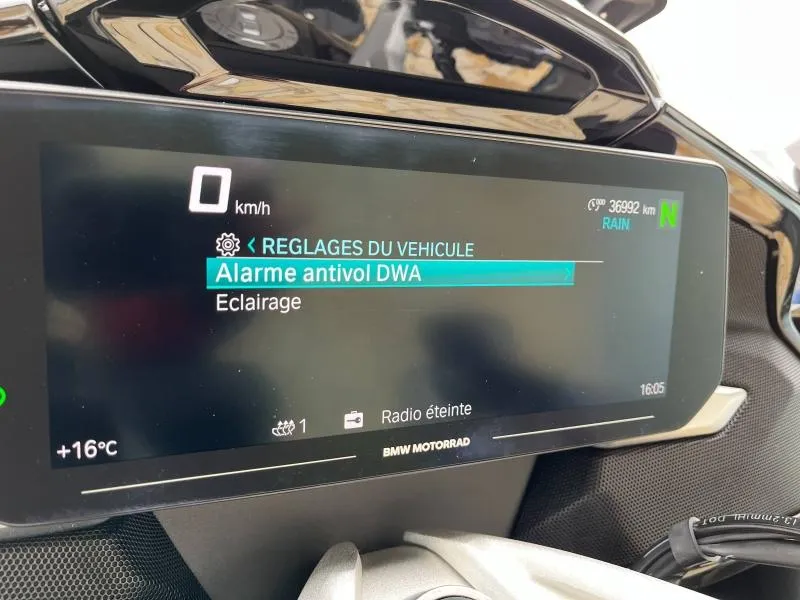 0 km/h
36992 km N
RAIN
< REGLAGES DU VEHICULE
Alarme antivol DWA >
Eclairage
16:05
1 Radio éteinte
+16°C
BMW MOTORRAD